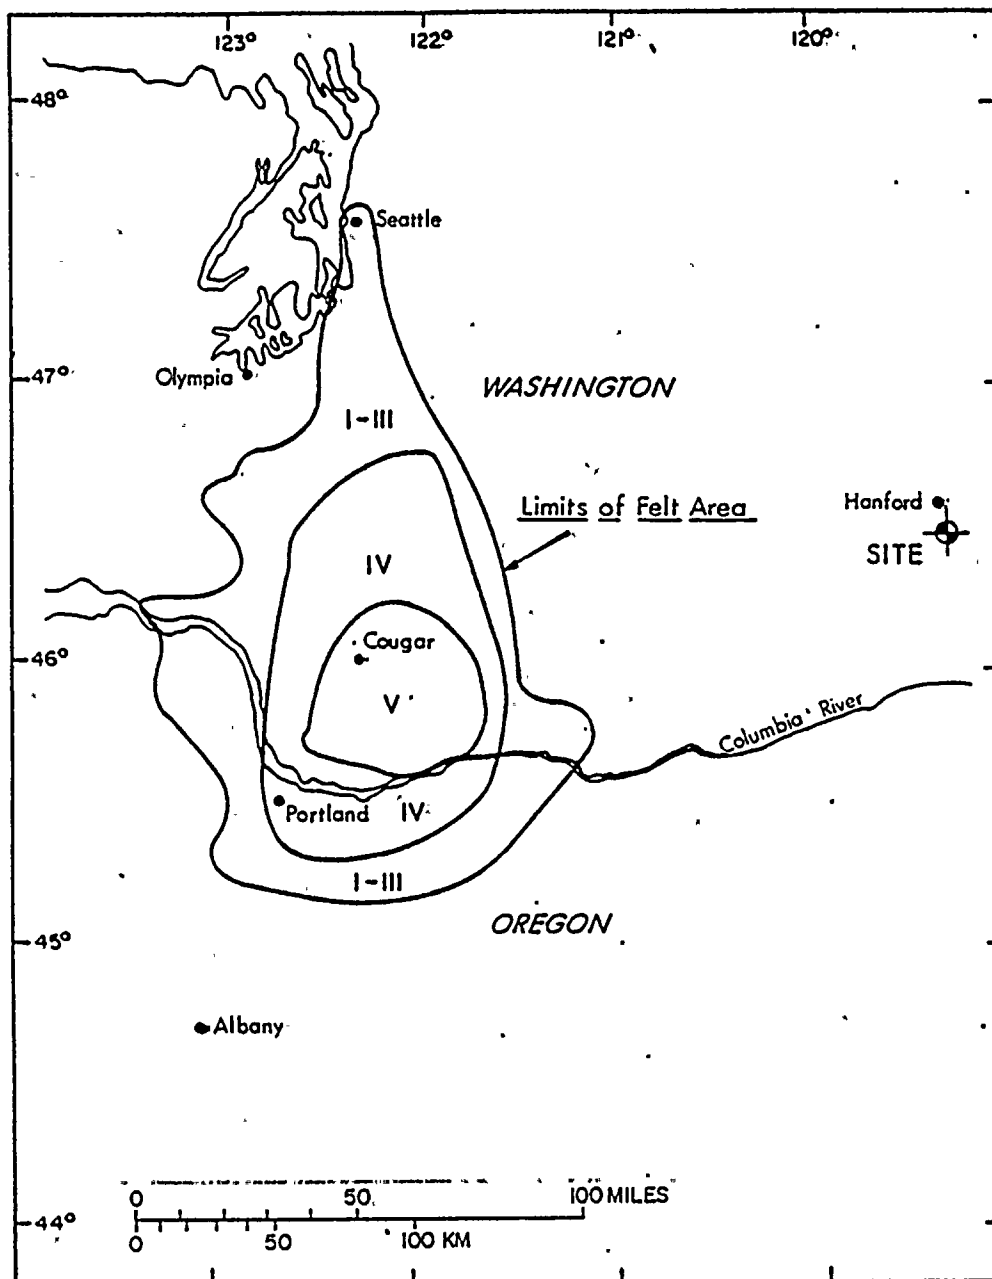 123° 122° 121° 120°
48°
Seattle
47°
Olympia
WASHINGTON
I-III
Limits of Felt Area
Hanford
SITE
IV
46°
Cougar
V
Columbia River
Portland
IV
I-III
OREGON
45°
Albany
0 50 100 MILES
44°
0 50 100 KM